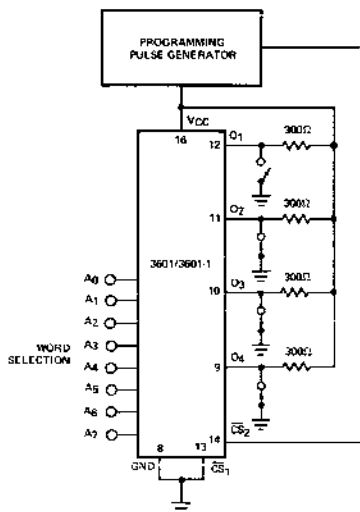 PROGRAMMING
PULSE GENERATOR
VCC
16
12 O1 300Ω
11 O2 300Ω
3601/3601-1
10 O3 300Ω
A0
A1
A2
WORD
SELECTION
A3
A4
A5
A6
A7
9 O4 300Ω
14 CS2
8 13
GND CS1